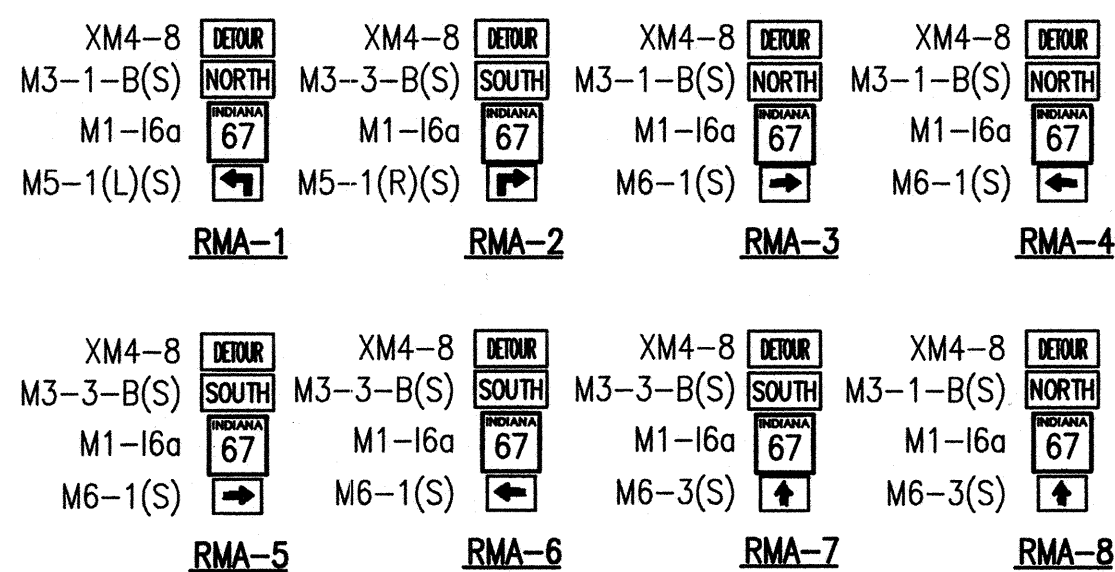 XM4-8 DETOUR
M3-1-B(S) NORTH
M1-I6a INDIANA 67
M5-1(L)(S)
RMA-1
XM4-8 DETOUR
M3-3-B(S) SOUTH
M1-I6a INDIANA 67
M5-1(R)(S)
RMA-2
XM4-8 DETOUR
M3-1-B(S) NORTH
M1-I6a INDIANA 67
M6-1(S)
RMA-3
XM4-8 DETOUR
M3-1-B(S) NORTH
M1-I6a INDIANA 67
M6-1(S)
RMA-4
XM4-8 DETOUR
M3-3-B(S) SOUTH
M1-I6a INDIANA 67
M6-1(S)
RMA-5
XM4-8 DETOUR
M3-3-B(S) SOUTH
M1-I6a INDIANA 67
M6-1(S)
RMA-6
XM4-8 DETOUR
M3-3-B(S) SOUTH
M1-I6a INDIANA 67
M6-3(S)
RMA-7
XM4-8 DETOUR
M3-1-B(S) NORTH
M1-I6a INDIANA 67
M6-3(S)
RMA-8